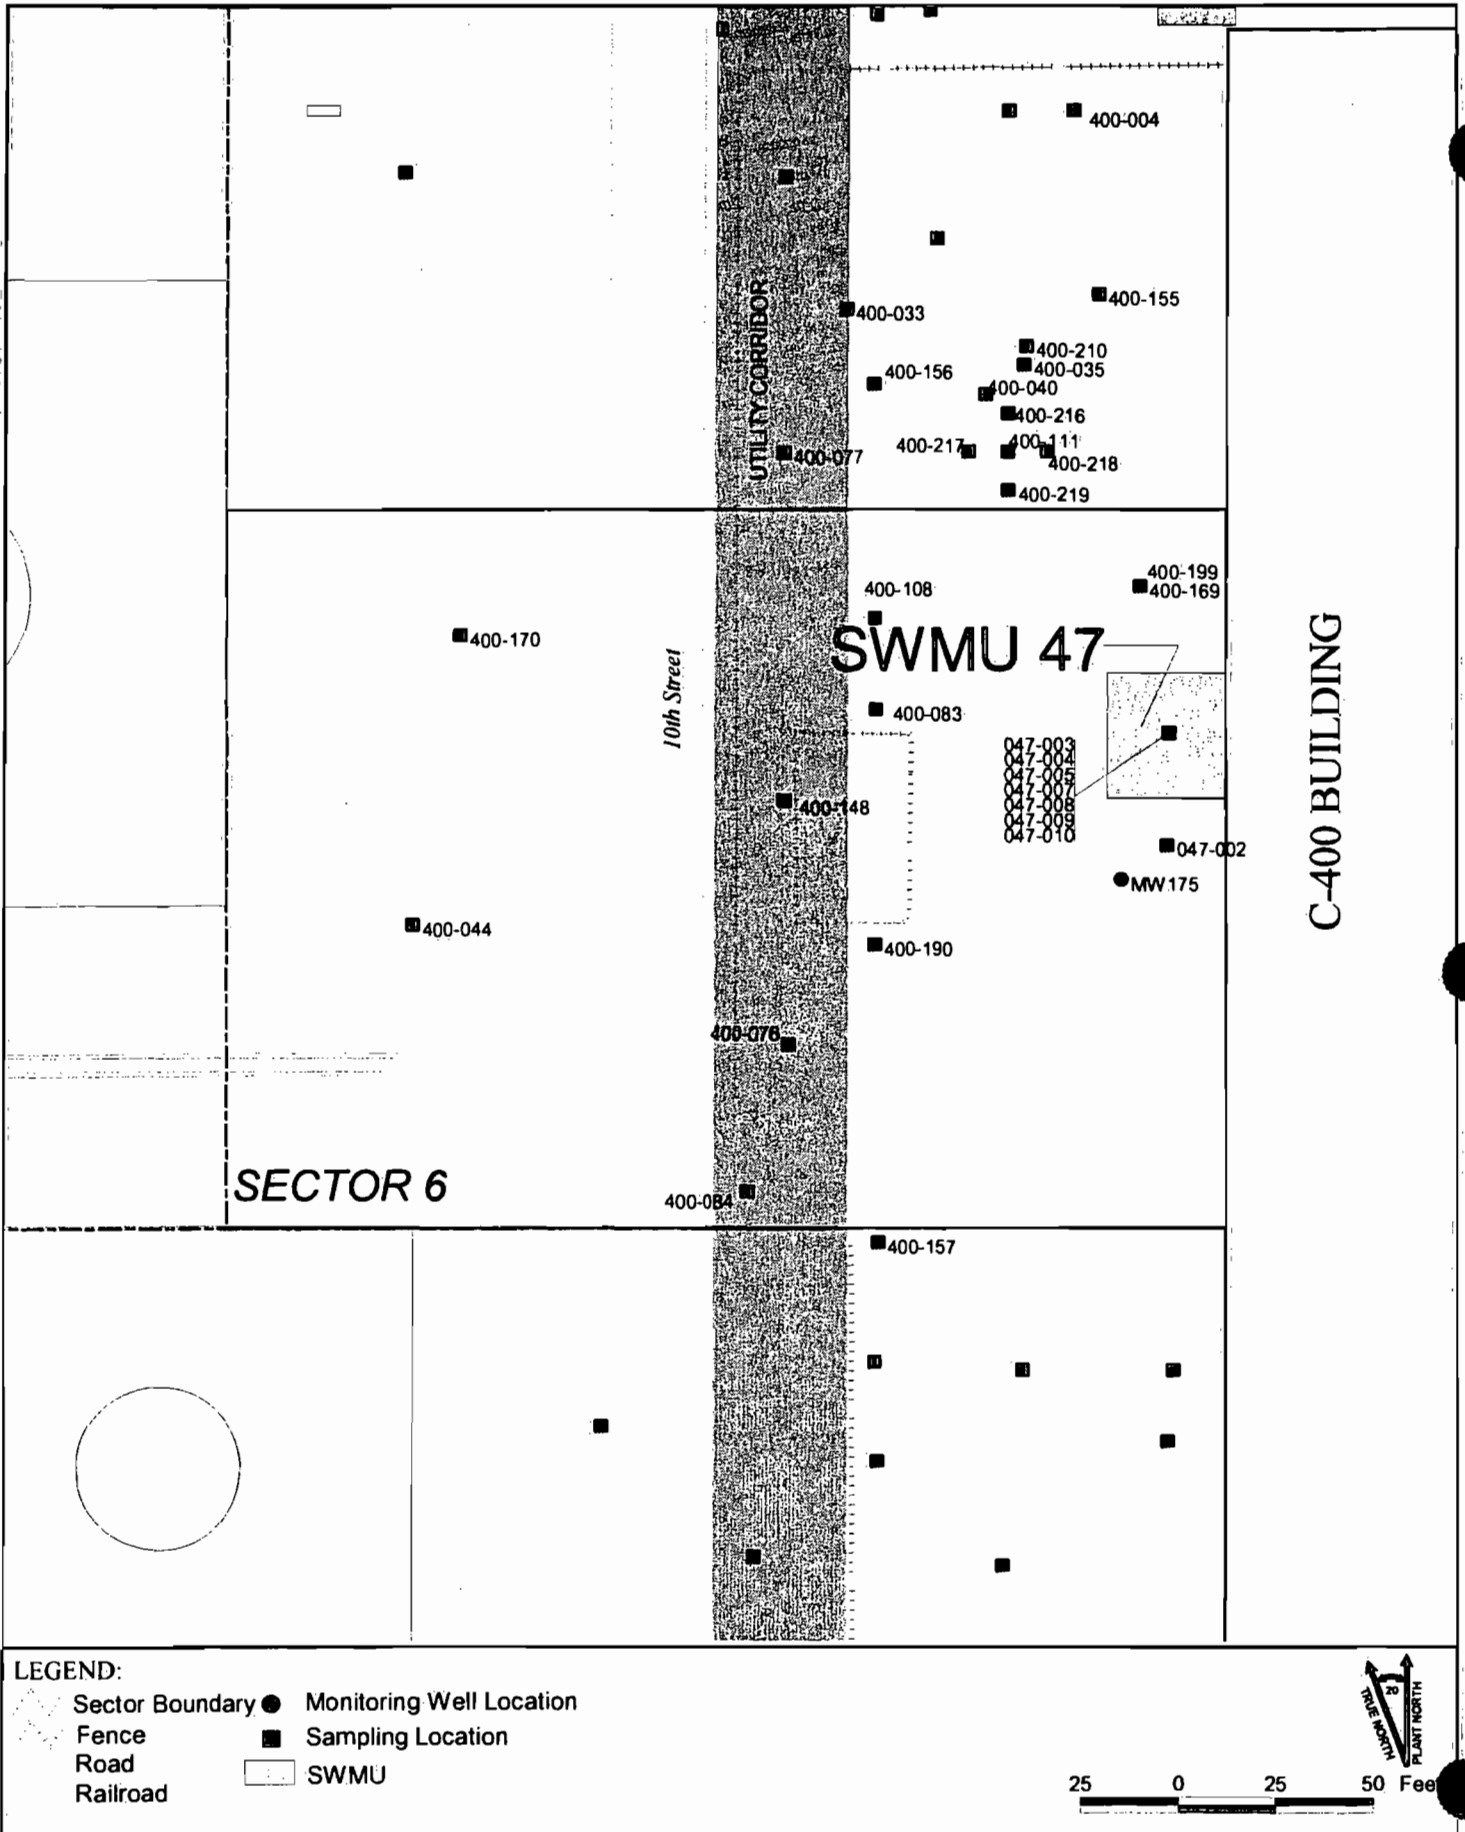 400-004
400-155
400-033
400-210
400-035
400-156
400-040
400-216
400-217
400-111
400-218
400-077
400-219
UTILITY CORRIDOR
400-199
400-169
400-108
400-170
SWMU 47
10th Street
400-083
047-003
047-004
047-005
047-007
047-008
047-009
047-010
400-148
047-002
MW175
C-400 BUILDING
400-044
400-190
400-076
SECTOR 6
400-084
400-157
LEGEND:
Sector Boundary
Fence
Road
Railroad
Monitoring Well Location
Sampling Location
SWMU
20
TRUE NORTH
PLANT NORTH
25 0 25 50 Feet